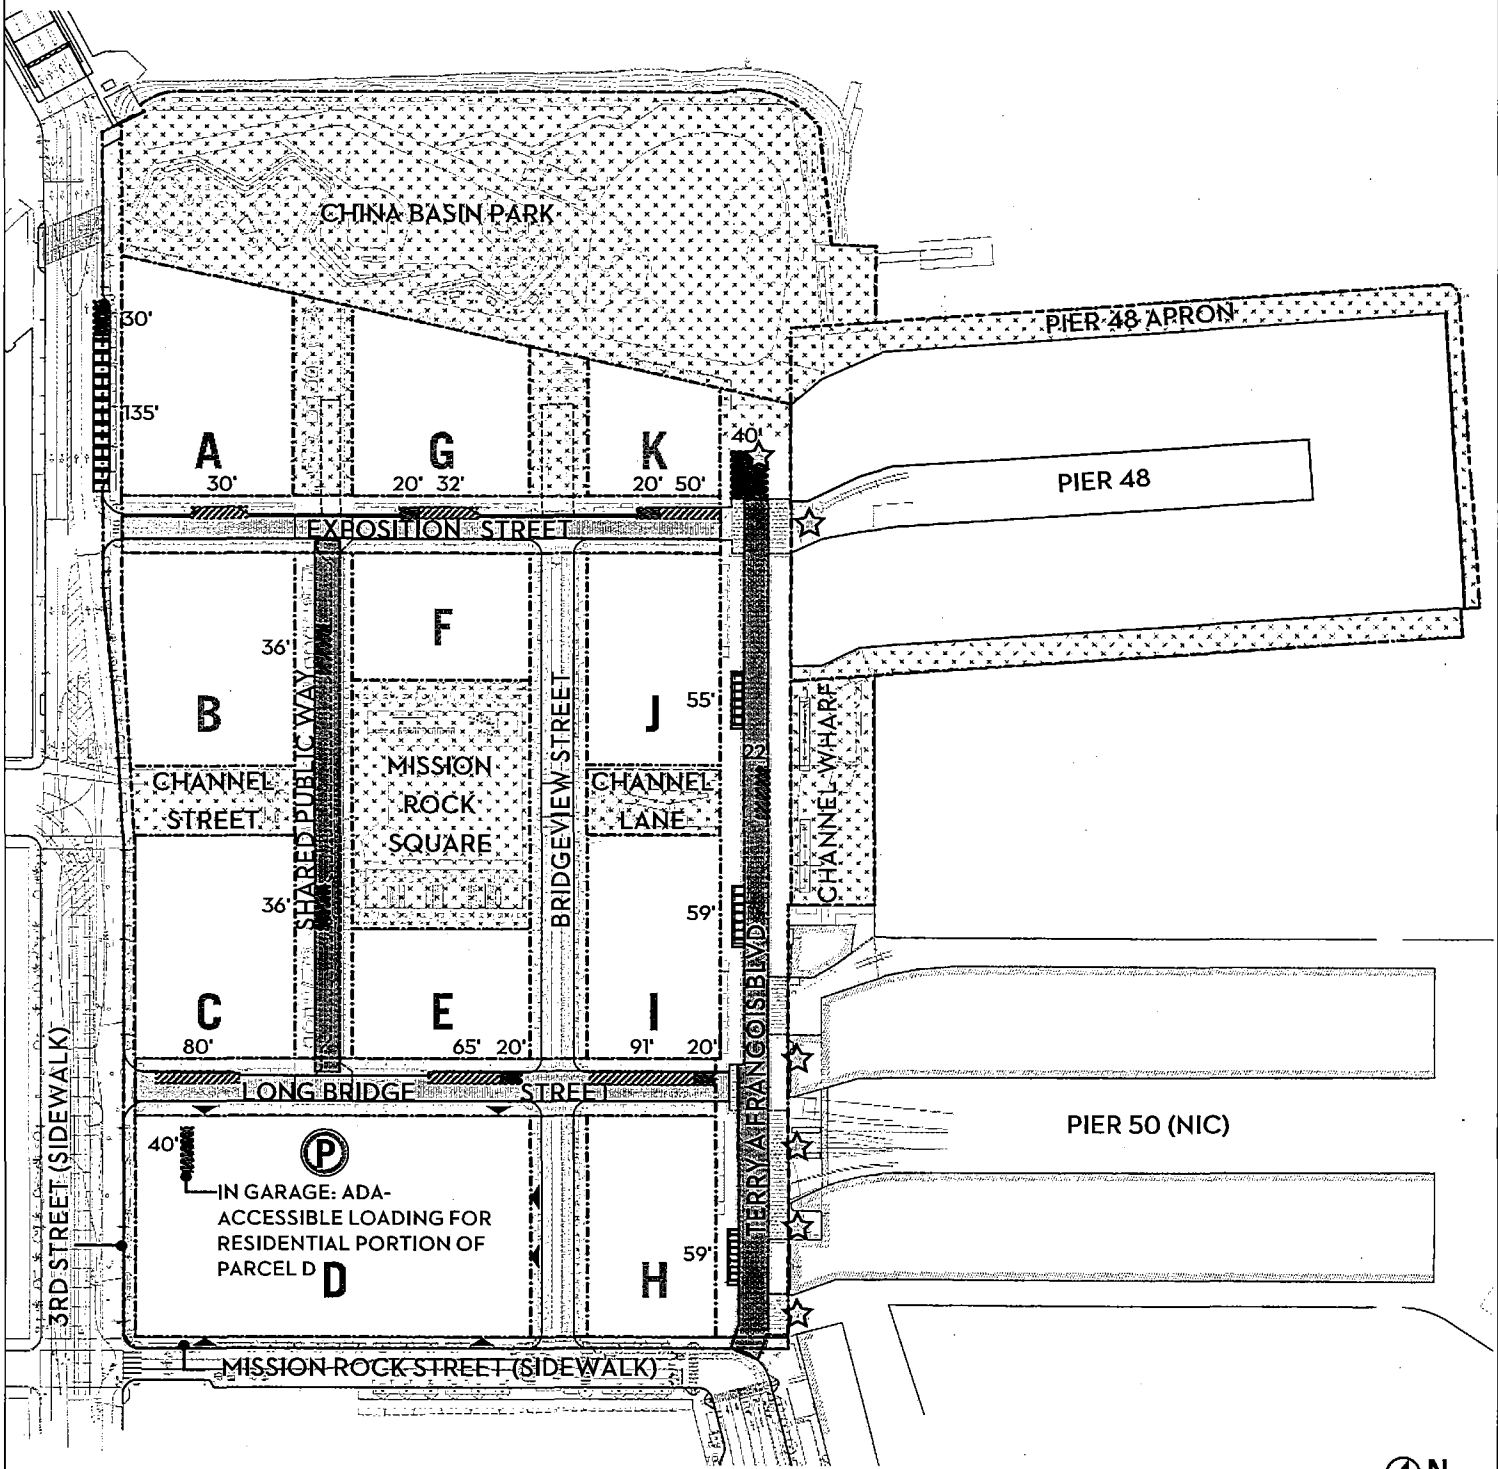 CHINA BASIN PARK
PIER 48 APRON
30'
135'
A
G
K
40'
30'
20' 32'
20' 50'
PIER 48
EXPOSITION STREET
F
36'
B
J
55'
SHARED PUBLIC WAY
BRIDGEVIEW STREET
CHANNEL WHARF
22
MISSION
ROCK
SQUARE
CHANNEL
STREET
CHANNEL
LANE
36'
59'
C
E
I
80'
65' 20'
91' 20'
TERRY A FRANCOIS BLVD
LONG BRIDGE STREET
3RD STREET (SIDEWALK)
PIER 50 (NIC)
40'
P
IN GARAGE: ADA-
ACCESSIBLE LOADING FOR
RESIDENTIAL PORTION OF
PARCEL D
D
H
59'
MISSION ROCK STREET (SIDEWALK)
N